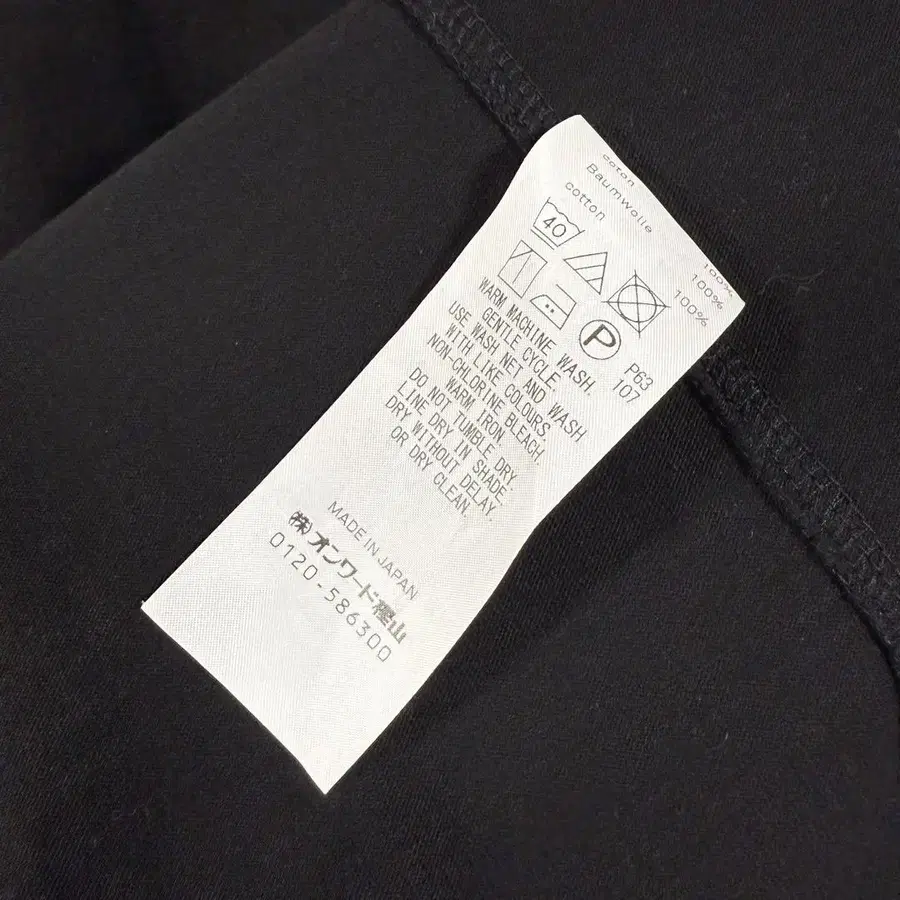 coton 100%
Baumwolle 100%
cotton 100%
40
P
P63
107
WARM MACHINE WASH.
GENTLE CYCLE.
USE WASH NET AND WASH
WITH LIKE COLOURS.
NON-CHLORINE BLEACH.
WARM IRON.
DO NOT TUMBLE DRY.
LINE DRY IN SHADE.
DRY WITHOUT DELAY.
OR DRY CLEAN.
MADE IN JAPAN
㈱オンワード樫山
0120-586300